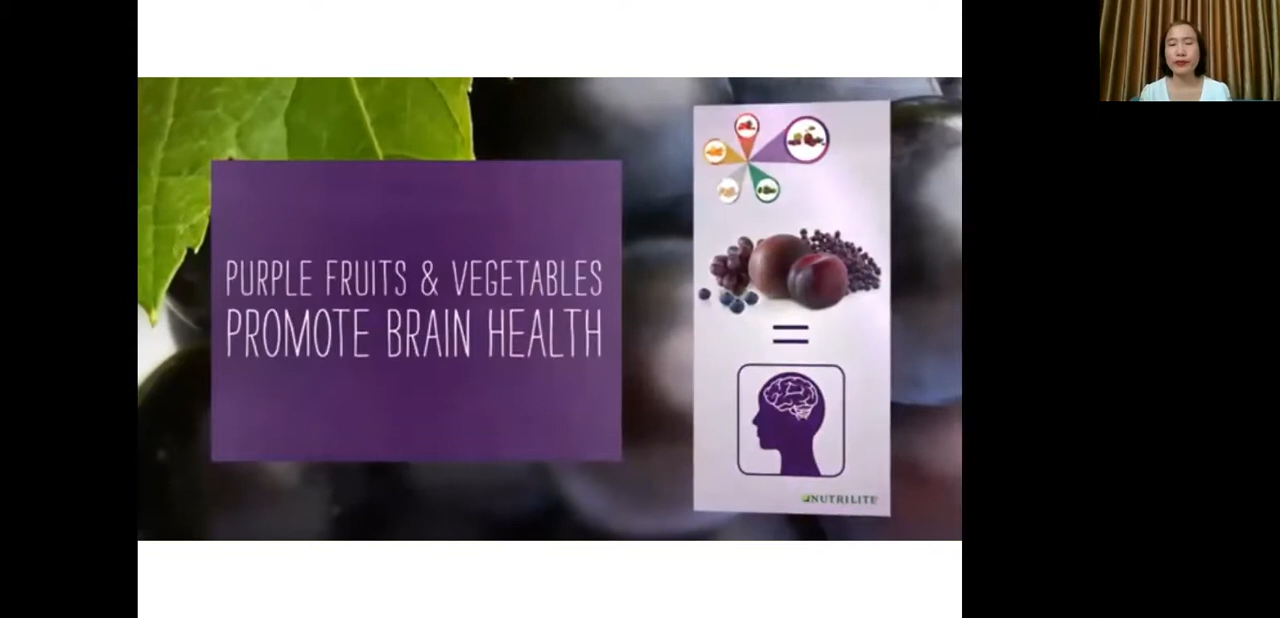 PURPLE FRUITS & VEGETABLES
PROMOTE BRAIN HEALTH
NUTRILITE